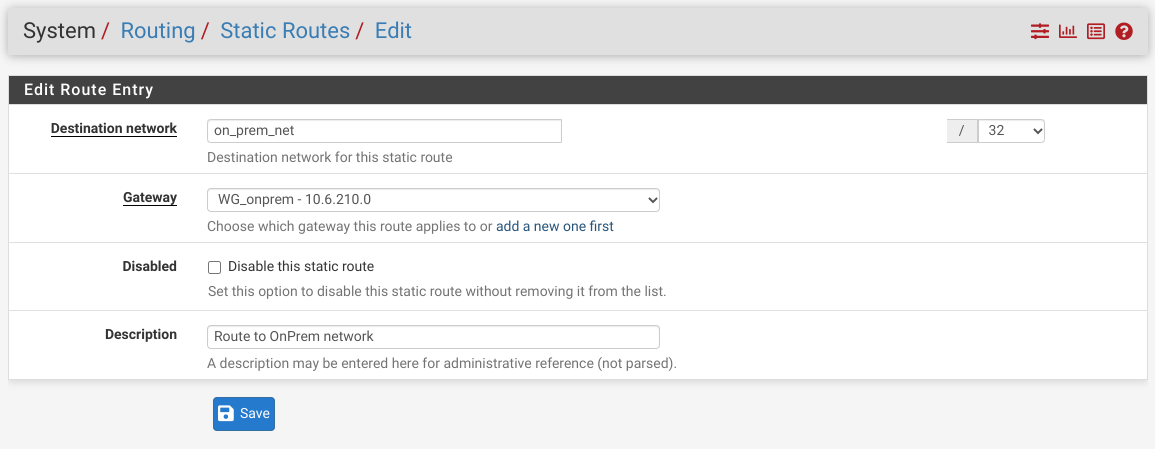 System / Routing / Static Routes / Edit
Edit Route Entry
Destination network on_prem_net / 32
Destination network for this static route
Gateway WG_onprem - 10.6.210.0
Choose which gateway this route applies to or add a new one first
Disabled Disable this static route
Set this option to disable this static route without removing it from the list.
Description Route to OnPrem network
A description may be entered here for administrative reference (not parsed).
Save